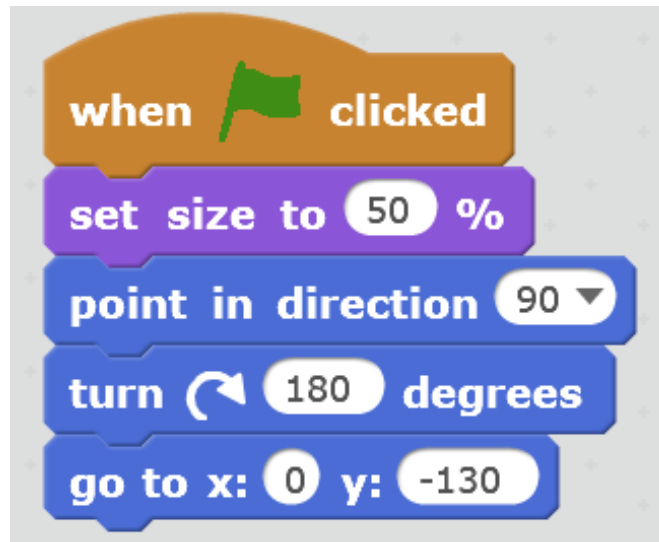 when clicked
set size to 50 %
point in direction 90
turn 180 degrees
go to x: 0 y: -130